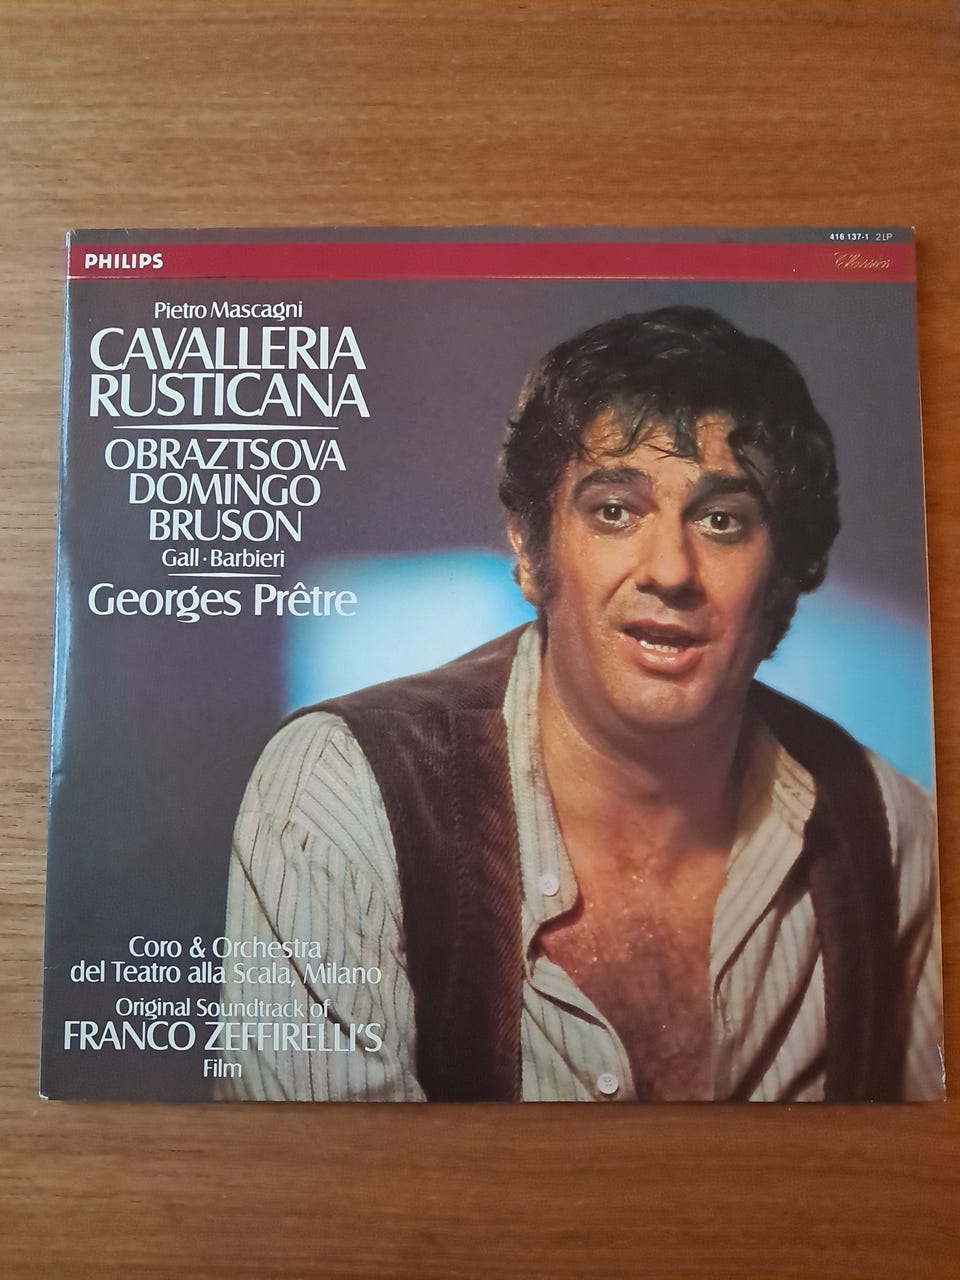 416 137-1 2 LP
PHILIPS
Classics
Pietro Mascagni
CAVALLERIA
RUSTICANA
OBRAZTSOVA
DOMINGO
BRUSON
Gall · Barbieri
Georges Prêtre
Coro & Orchestra
del Teatro alla Scala, Milano
Original Soundtrack of
FRANCO ZEFFIRELLI'S
Film